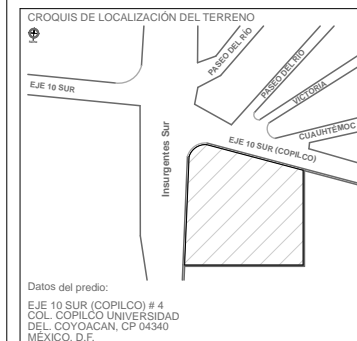 CROQUIS DE LOCALIZACIÓN DEL TERRENO
PASEO DEL RÍO
PASEO DEL RÍO
VICTORIA
CUAUHTEMOC
EJE 10 SUR
EJE 10 SUR (COPILCO)
Insurgentes Sur
Datos del predio:
EJE 10 SUR (COPILCO) # 4
COL. COPILCO UNIVERSIDAD
DEL. COYOACAN, CP 04340
MÉXICO, D.F.